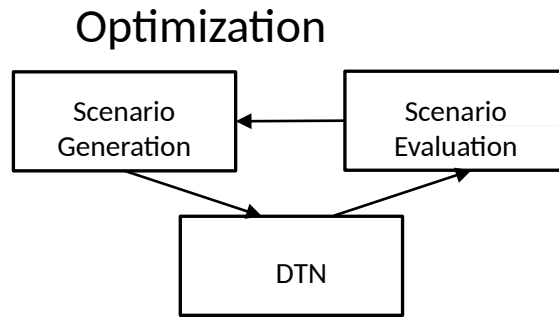 Optimization
Scenario
Generation
Scenario
Evaluation
DTN